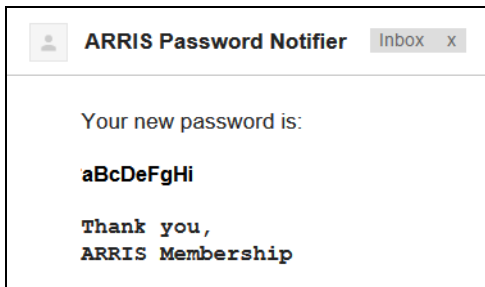 ARRIS Password Notifier Inbox x
Your new password is:
aBcDeFgHi
Thank you,
ARRIS Membership